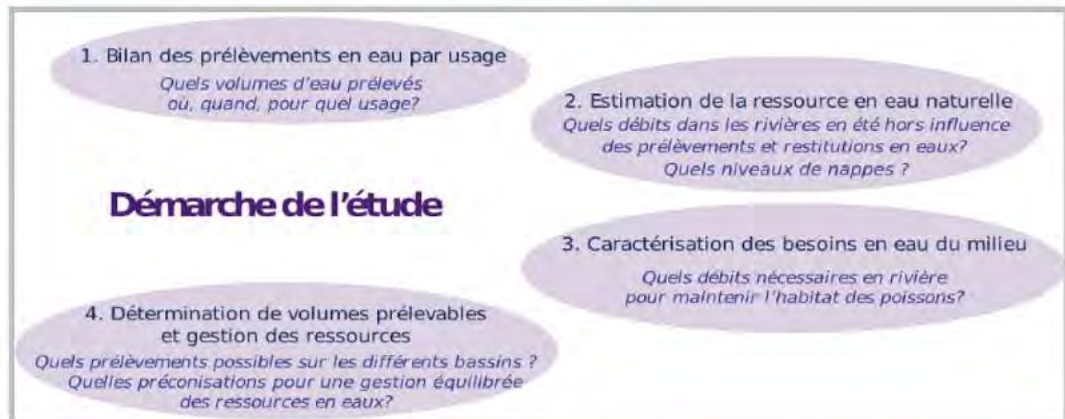 1. Bilan des prélèvements en eau par usage
Quels volumes d'eau prélevés
où, quand, pour quel usage?
2. Estimation de la ressource en eau naturelle
Quels débits dans les rivières en été hors influence
des prélèvements et restitutions en eaux?
Quels niveaux de nappes ?
Démarche de l'étude
3. Caractérisation des besoins en eau du milieu
Quels débits nécessaires en rivière
pour maintenir l'habitat des poissons?
4. Détermination de volumes prélevables
et gestion des ressources
Quels prélèvements possibles sur les différents bassins ?
Quelles préconisations pour une gestion équilibrée
des ressources en eaux?